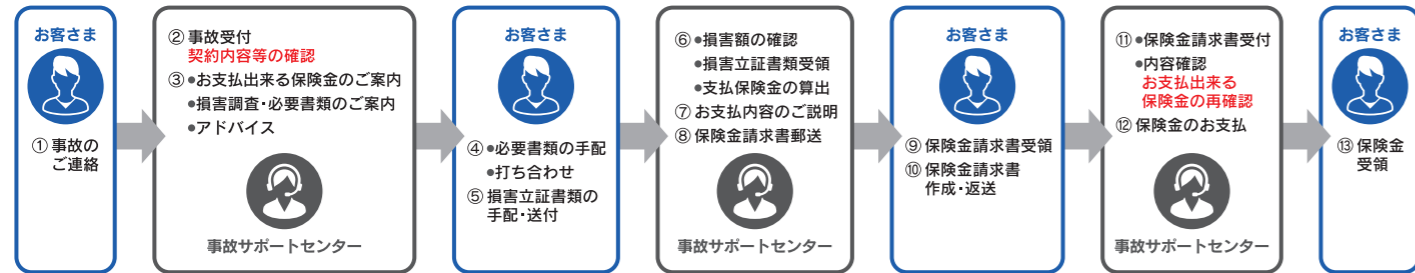 お客さま
① 事故の
ご連絡
② 事故受付
契約内容等の確認
③ ●お支払出来る保険金のご案内
●損害調査・必要書類のご案内
●アドバイス
事故サポートセンター
お客さま
④ ●必要書類の手配
●打ち合わせ
⑤ 損害立証書類の
手配・送付
⑥ ●損害額の確認
●損害立証書類受領
●支払保険金の算出
⑦ お支払内容のご説明
⑧ 保険金請求書郵送
事故サポートセンター
お客さま
⑨ 保険金請求書受領
⑩ 保険金請求書
作成・返送
⑪ ●保険金請求書受付
●内容確認
お支払出来る
保険金の再確認
⑫ 保険金のお支払
事故サポートセンター
お客さま
⑬ 保険金
受領